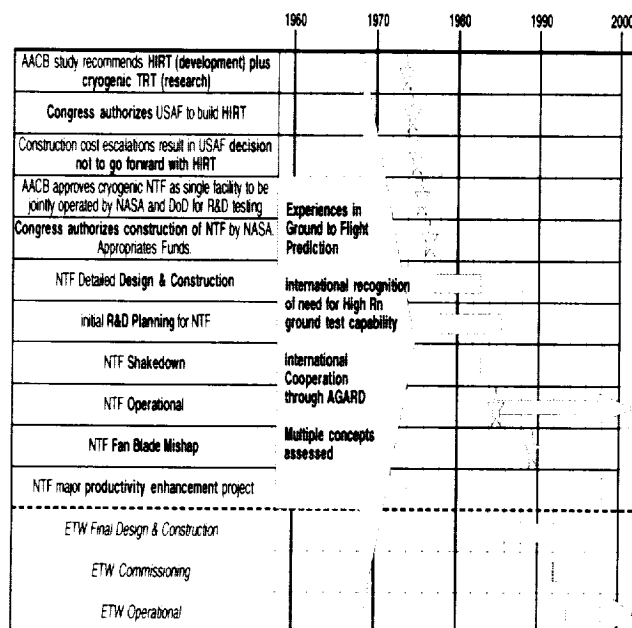 1960 1970 1980 1990 2000
AACB study recommends HIRT (development) plus
cryogenic TRT (research)
Congress authorizes USAF to build HIRT
Construction cost escalations result in USAF decision
not to go forward with HIRT
AACB approves cryogenic NTF as single facility to be
jointly operated by NASA and DoD for R&D testing
Congress authorizes construction of NTF by NASA.
Appropriates Funds.
NTF Detailed Design & Construction
initial R&D Planning for NTF
NTF Shakedown
NTF Operational
NTF Fan Blade Mishap
NTF major productivity enhancement project
ETW Final Design & Construction
ETW Commissioning
ETW Operational
Experiences in
Ground to Flight
Prediction
International recognition
of need for High Rn
ground test capability
International
Cooperation
through AGARD
Multiple concepts
assessed
1960 1970 1980 1990 2000